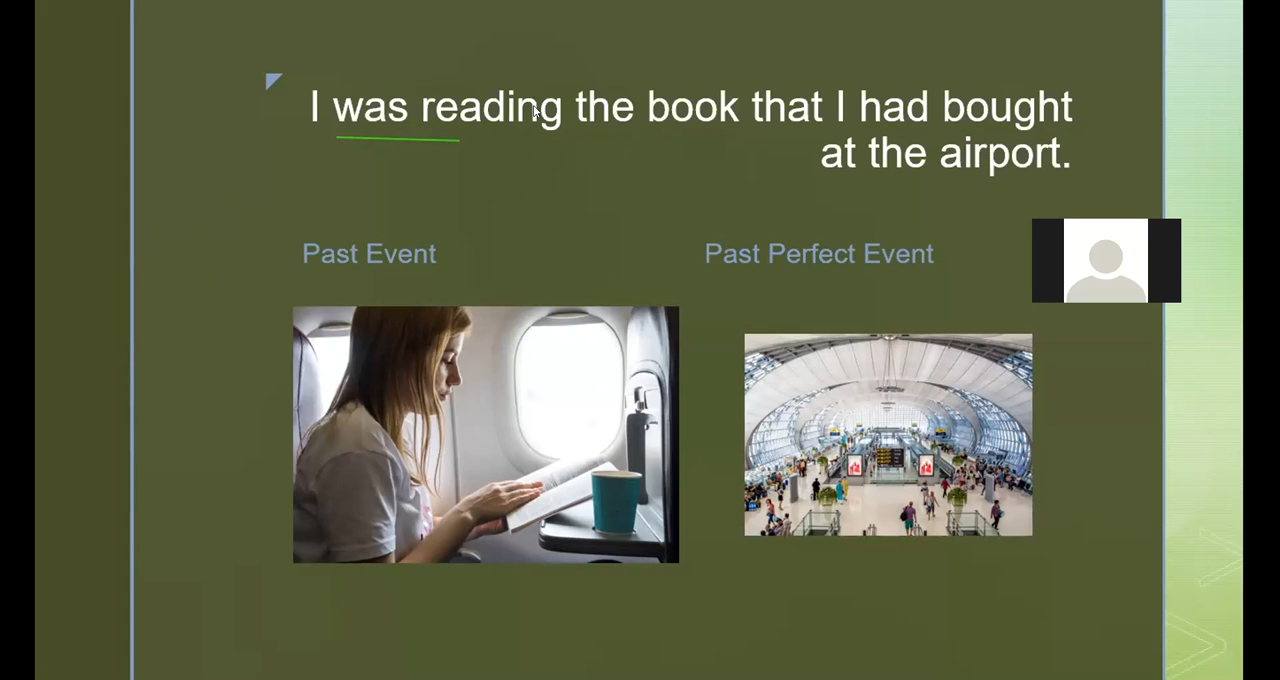 I was reading the book that I had bought
at the airport.
Past Event
Past Perfect Event